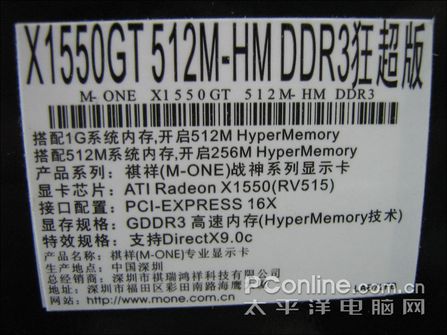 X1550GT 512M-HM DDR3狂超版
M-ONE X1550GT 512M-HM DDR3
搭配1G系统内存,开启512M HyperMemory
搭配512M系统内存,开启256M HyperMemory
产品系列: 祺祥(M-ONE)战神系列显示卡
显卡芯片: ATI Radeon X1550(RV515)
接口配置: PCI-EXPRESS 16X
显存规格: GDDR3 高速内存(HyperMemory技术)
特效规格: 支持DirectX9.0c
产品名称: 祺祥(M-ONE)专业显示卡
生产地点: 中国深圳
总经销商: 深圳市祺瑞鸿祥科技有限公司
地址: 深圳市福田区彩田南路海鹰
网站: http://www.mone.com.cn
PConline.com.cn
太平洋电脑网